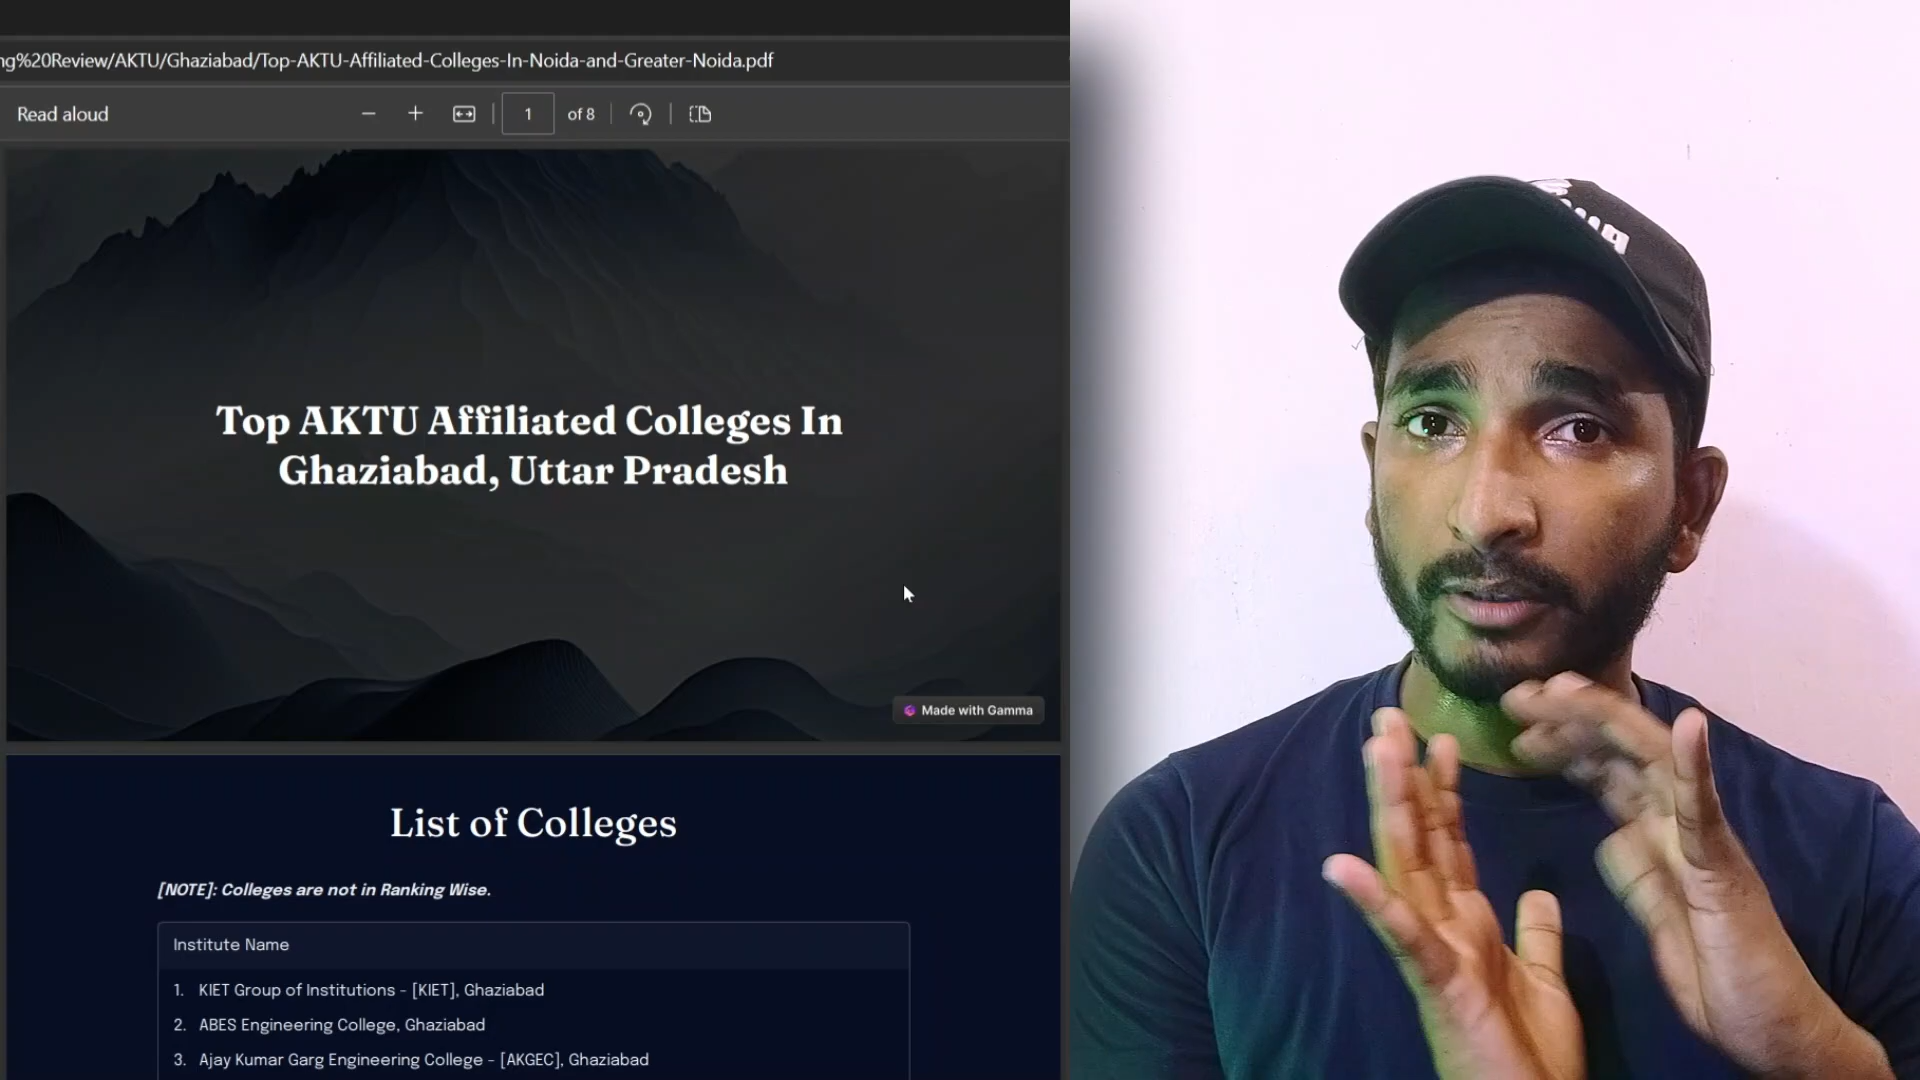 ng%20Review/AKTU/Ghaziabad/Top-AKTU-Affiliated-Colleges-In-Noida-and-Greater-Noida.pdf
Read aloud
1 of 8
Top AKTU Affiliated Colleges In
Ghaziabad, Uttar Pradesh
Made with Gamma
List of Colleges
[NOTE]: Colleges are not in Ranking Wise.
Institute Name
1. KIET Group of Institutions - [KIET], Ghaziabad
2. ABES Engineering College, Ghaziabad
3. Ajay Kumar Garg Engineering College - [AKGEC], Ghaziabad